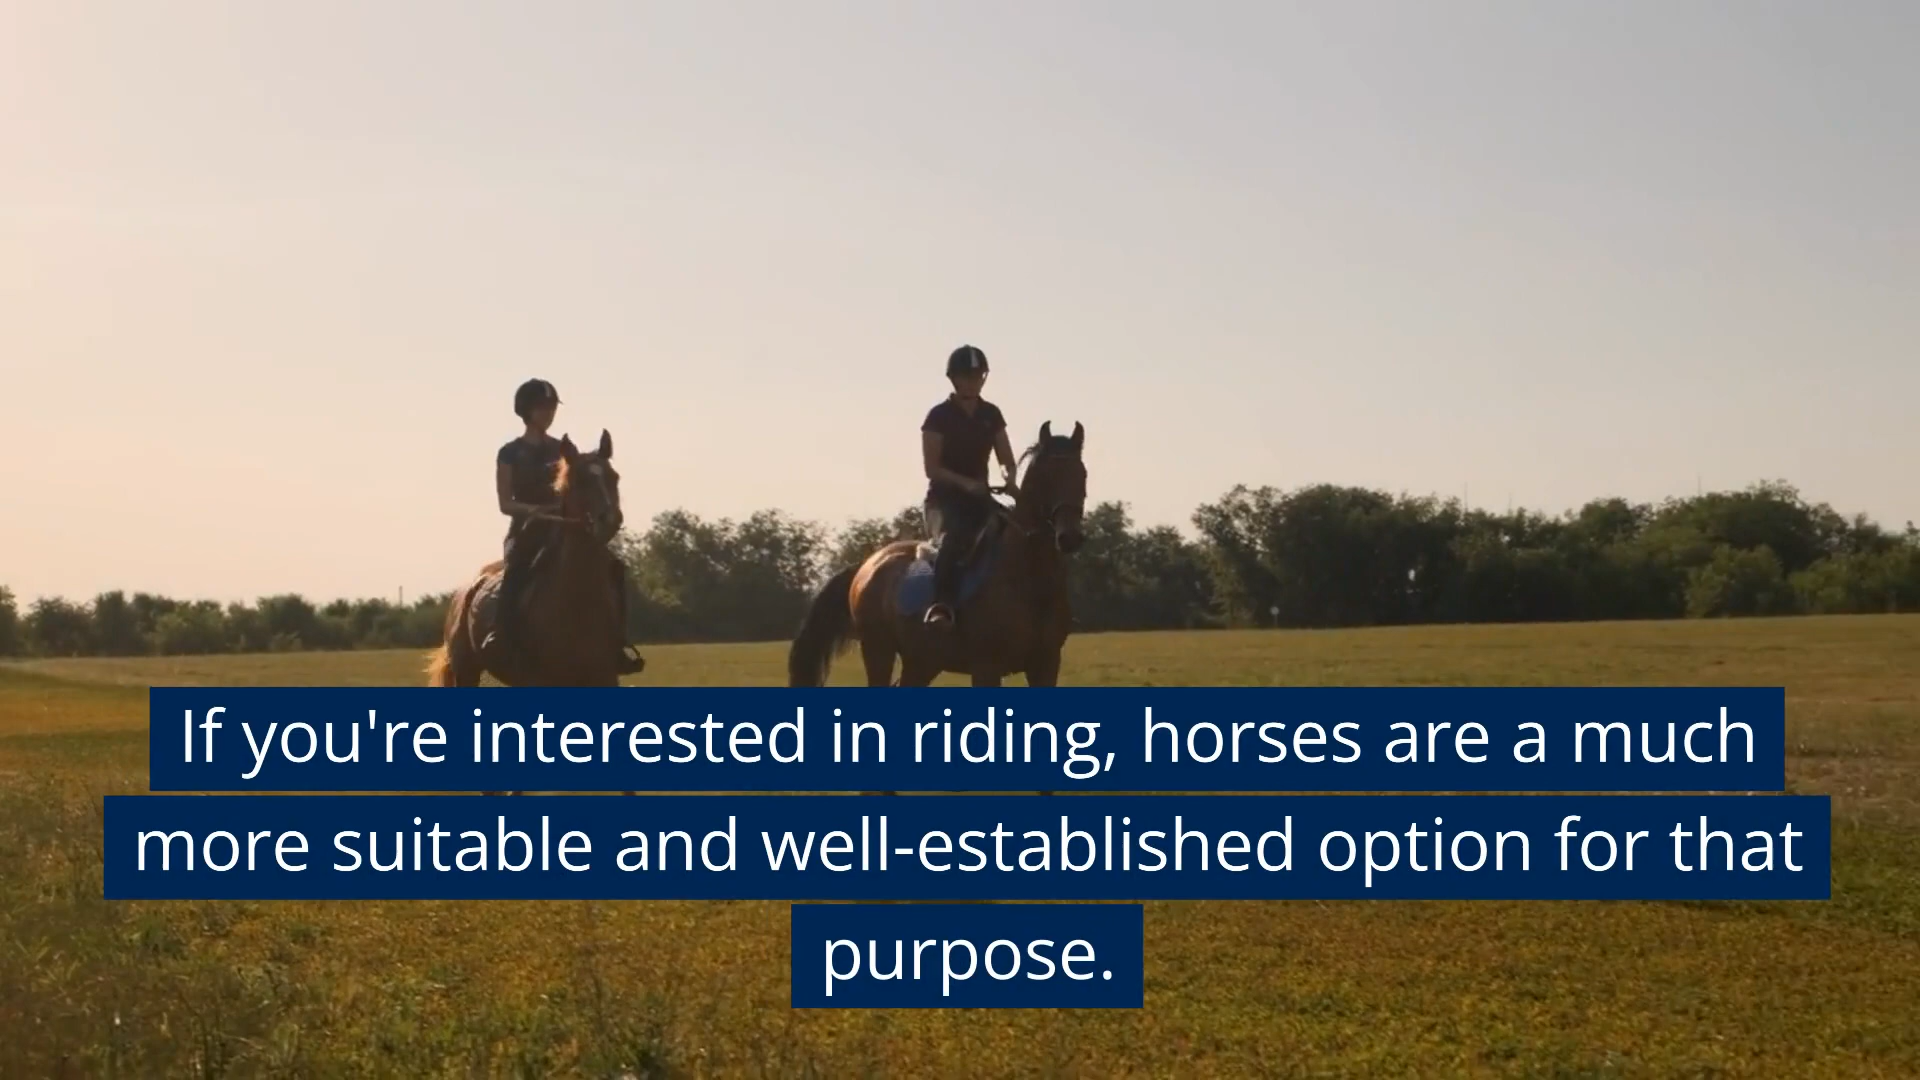 If you're interested in riding, horses are a much
more suitable and well-established option for that
purpose.